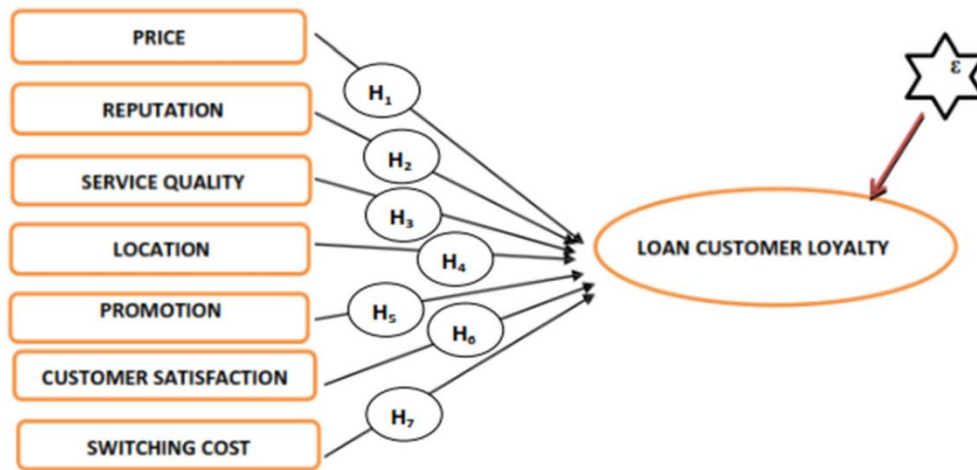 PRICE
H₁
ε
REPUTATION
H₂
SERVICE QUALITY
H₃
LOCATION
H₄
LOAN CUSTOMER LOYALTY
PROMOTION
H₅
H₆
CUSTOMER SATISFACTION
H₇
SWITCHING COST